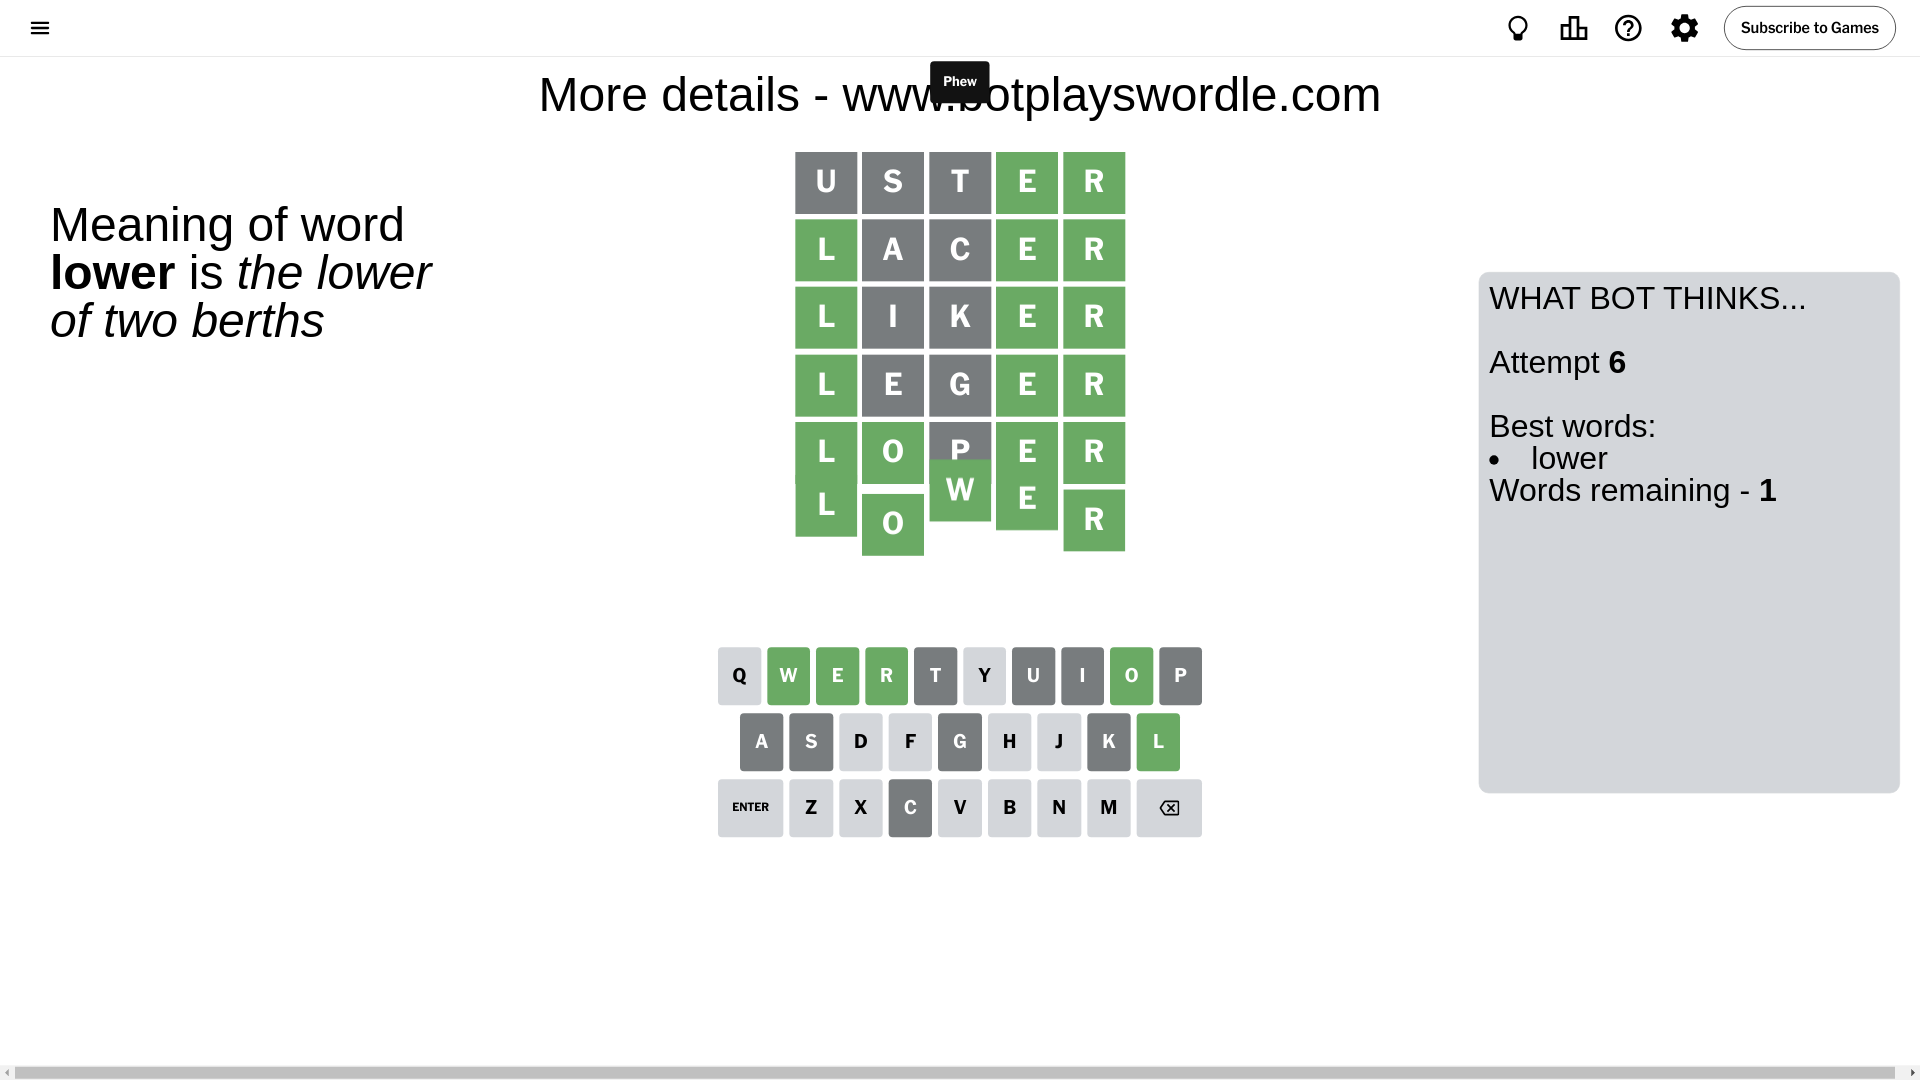 Subscribe to Games
Phew
More details - www.botplayswordle.com
Meaning of word
lower is the lower
of two berths
U S T E R
L A C E R
L I K E R
L E G E R
L O P E R
L O W E R
WHAT BOT THINKS...
Attempt 6
Best words:
• lower
Words remaining - 1
Q W E R T Y U I O P
A S D F G H J K L
ENTER Z X C V B N M